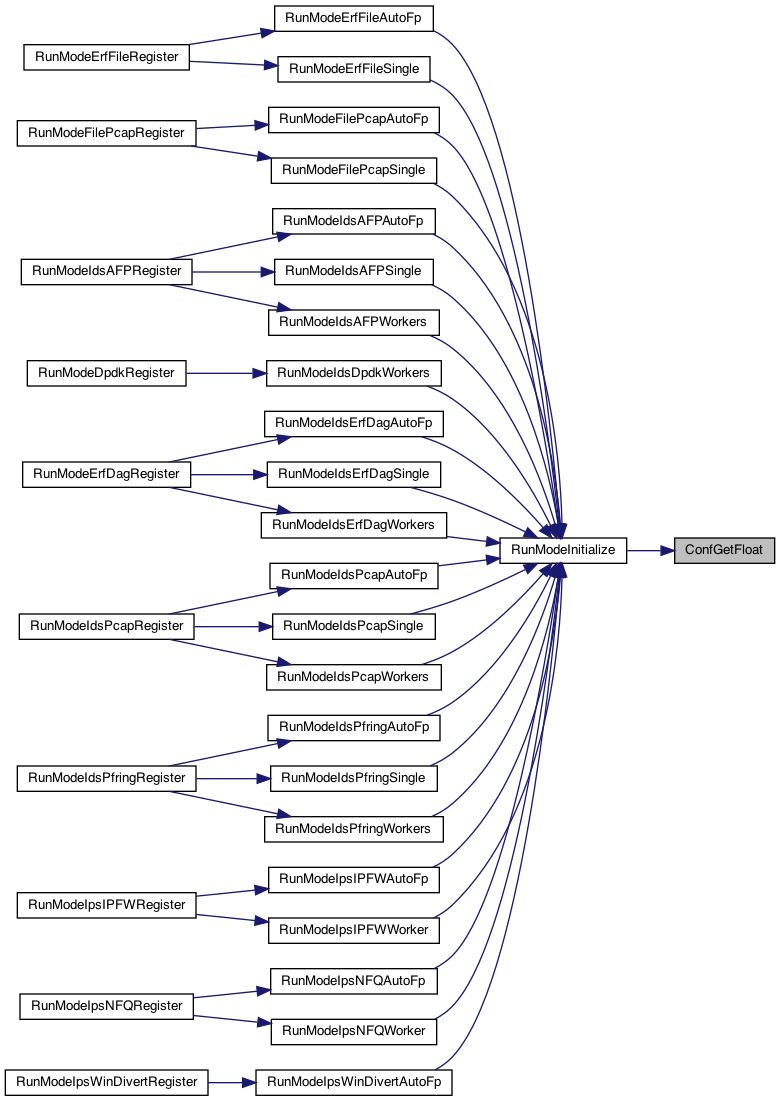 RunModeErfFileAutoFp
RunModeErfFileRegister
RunModeErfFileSingle
RunModeFilePcapAutoFp
RunModeFilePcapRegister
RunModeFilePcapSingle
RunModeIdsAFPAutoFp
RunModeIdsAFPRegister
RunModeIdsAFPSingle
RunModeIdsAFPWorkers
RunModeDpdkRegister
RunModeIdsDpdkWorkers
RunModeIdsErfDagAutoFp
RunModeErfDagRegister
RunModeIdsErfDagSingle
RunModeIdsErfDagWorkers
RunModeInitialize
ConfGetFloat
RunModeIdsPcapAutoFp
RunModeIdsPcapRegister
RunModeIdsPcapSingle
RunModeIdsPcapWorkers
RunModeIdsPfringAutoFp
RunModeIdsPfringRegister
RunModeIdsPfringSingle
RunModeIdsPfringWorkers
RunModeIpsIPFWAutoFp
RunModeIpsIPFWRegister
RunModeIpsIPFWWorker
RunModeIpsNFQAutoFp
RunModeIpsNFQRegister
RunModeIpsNFQWorker
RunModeIpsWinDivertRegister
RunModeIpsWinDivertAutoFp